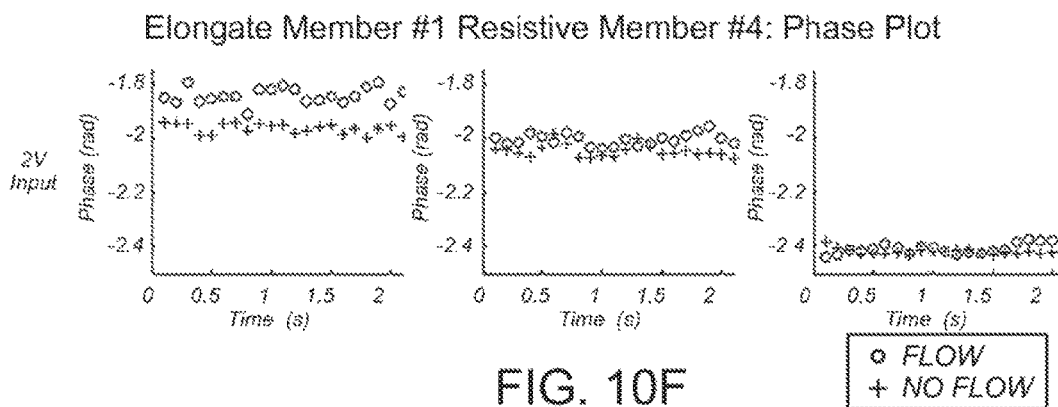 Elongate Member #1 Resistive Member #4: Phase Plot
2V
Input
Phase (rad)
-1.8
-2
-2.2
-2.4
0 0.5 1 1.5 2
Time (s)
Phase (rad)
-1.8
-2
-2.2
-2.4
0 0.5 1 1.5 2
Time (s)
Phase (rad)
-1.8
-2
-2.2
-2.4
0 0.5 1 1.5 2
Time (s)
FLOW
NO FLOW
FIG. 10F